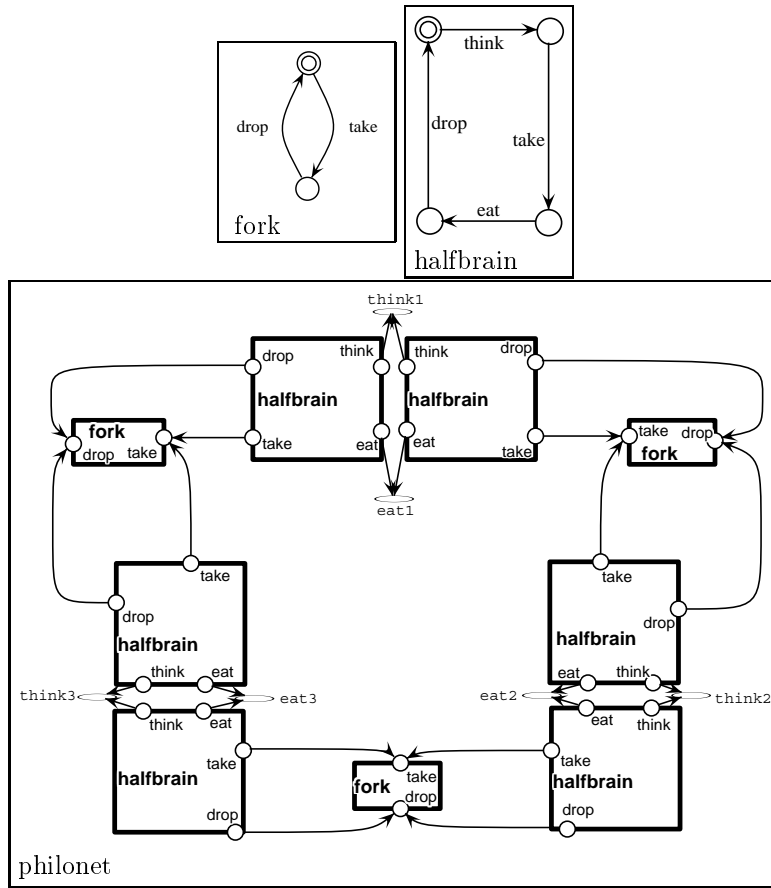 think
drop
take
drop
take
eat
fork
halfbrain
think1
drop
think
think
drop
halfbrain
halfbrain
fork
take
drop
drop
take
take
eat
eat
take
fork
eat1
take
take
drop
drop
halfbrain
halfbrain
think
eat
eat
think
think3
eat3
eat2
think2
think
eat
eat
think
take
take
halfbrain
fork
take
halfbrain
drop
drop
drop
philonet